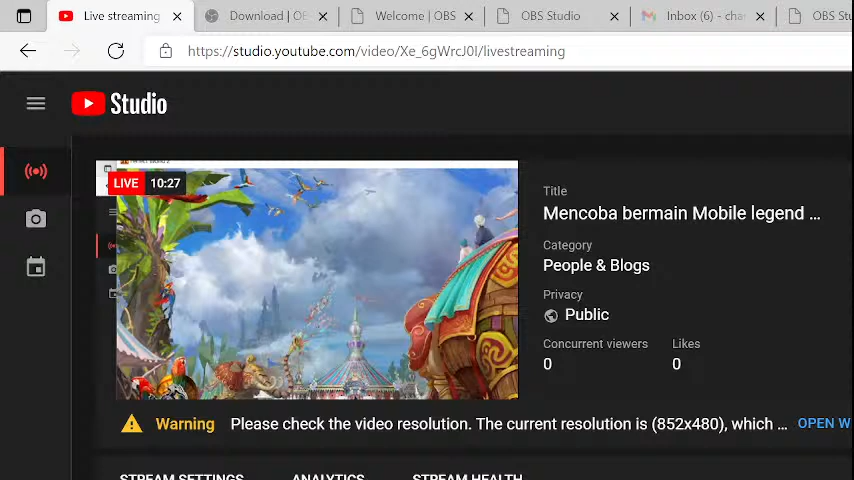 Live streaming
Download | OB
Welcome | OBS
OBS Studio
Inbox (6) - cha
OBS Stu
https://studio.youtube.com/video/Xe_6gWrcJ0I/livestreaming
Studio
LIVE 10:27
Title
Mencoba bermain Mobile legend ...
Category
People & Blogs
Privacy
Public
Concurrent viewers
Likes
0
0
Warning Please check the video resolution. The current resolution is (852x480), which ... OPEN W
STREAM SETTINGS
ANALYTICS
STREAM HEALTH